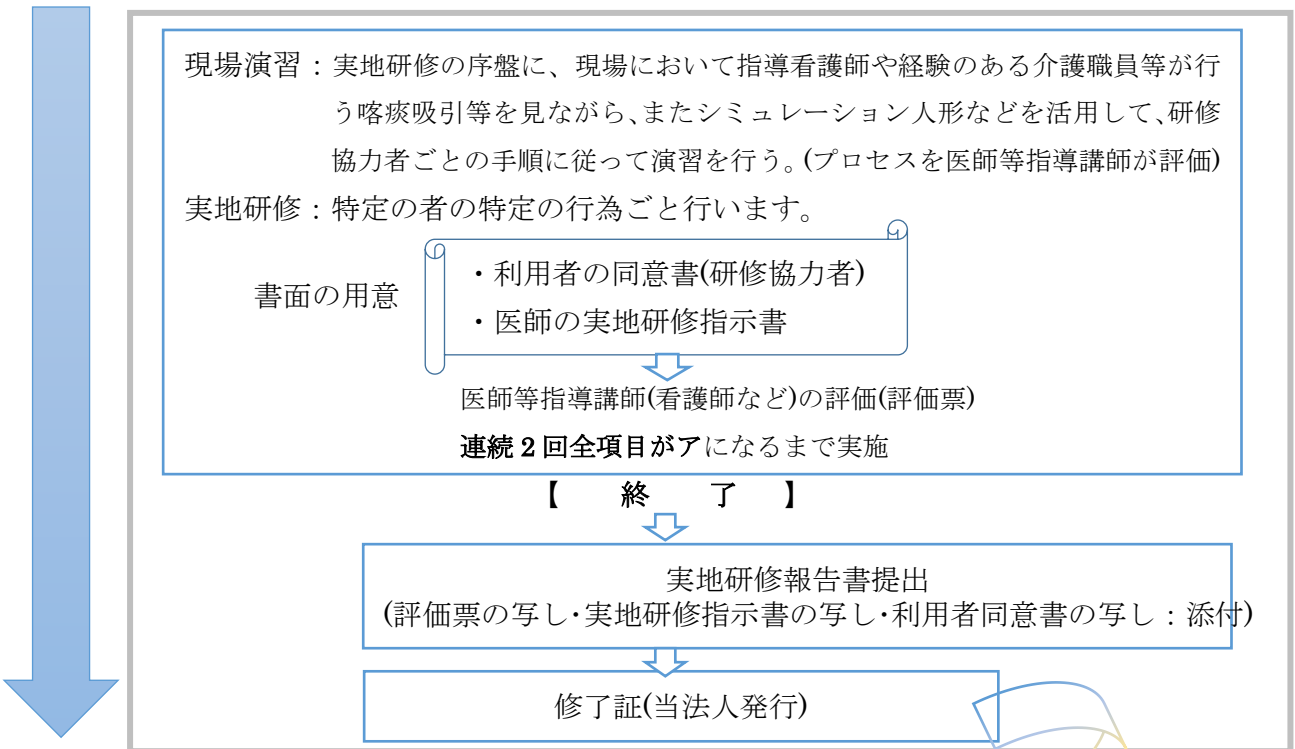 現場演習：実地研修の序盤に、現場において指導看護師や経験のある介護職員等が行
う喀痰吸引等を見ながら、またシミュレーション人形などを活用して、研修
協力者ごとの手順に従って演習を行う。(プロセスを医師等指導講師が評価)
実地研修：特定の者の特定の行為ごと行います。
書面の用意
・利用者の同意書(研修協力者)
・医師の実地研修指示書
医師等指導講師(看護師など)の評価(評価票)
連続２回全項目がアになるまで実施
【　終　了　】
実地研修報告書提出
(評価票の写し・実地研修指示書の写し・利用者同意書の写し：添付)
修了証(当法人発行)